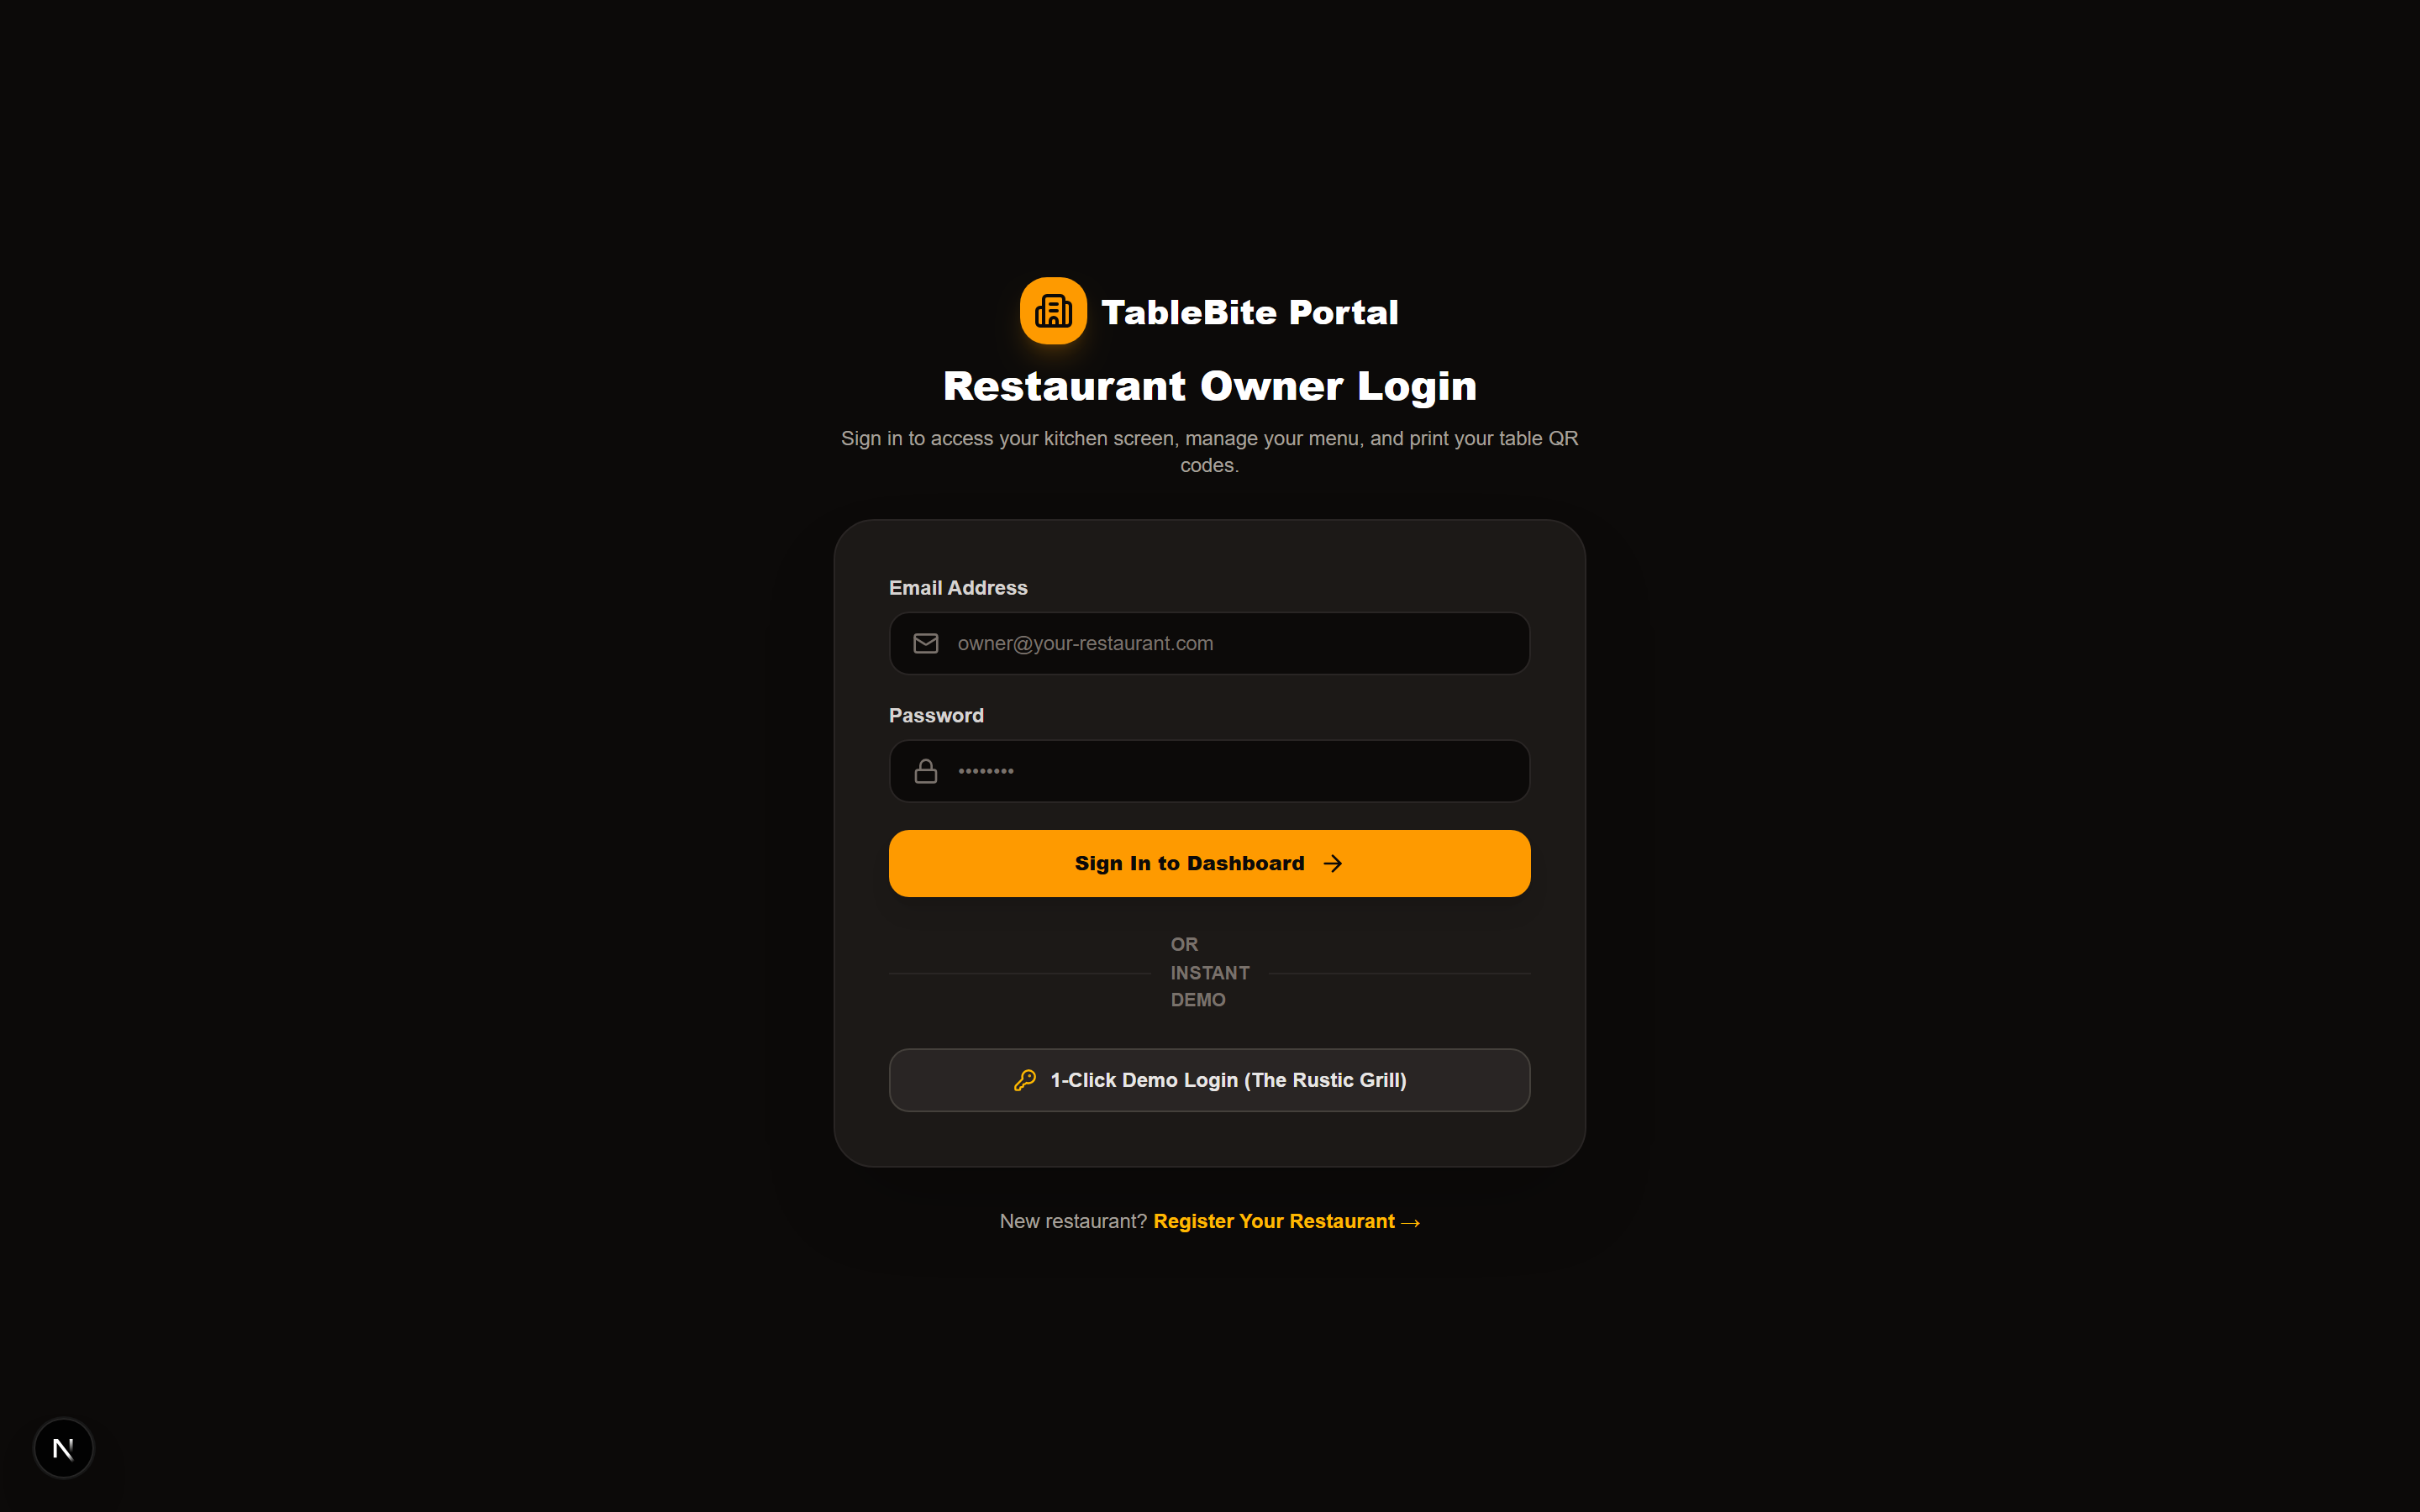 TableBite Portal
Restaurant Owner Login
Sign in to access your kitchen screen, manage your menu, and print your table QR
codes.
Email Address
owner@your-restaurant.com
Password
••••••••
Sign In to Dashboard →
OR
INSTANT
DEMO
1-Click Demo Login (The Rustic Grill)
New restaurant? Register Your Restaurant →
N